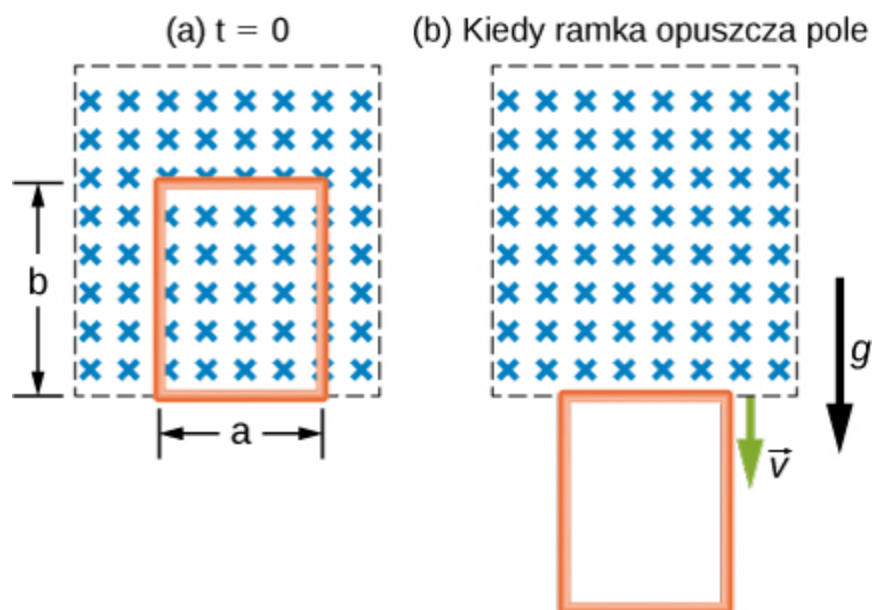 (a) t = 0
(b) Kiedy ramka opuszcza pole
b
a
g
v⃗